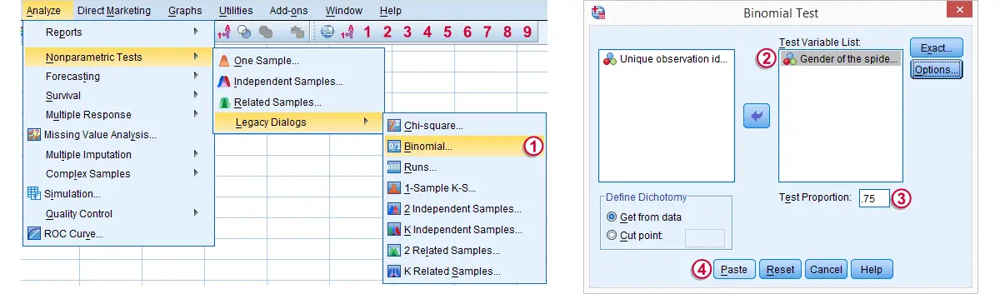 Analyze Direct Marketing Graphs Utilities Add-ons Window Help
1 2 3 4 5 6 7 8 9
Reports
Nonparametric Tests
Forecasting
Survival
Multiple Response
Missing Value Analysis...
Multiple Imputation
Complex Samples
Simulation...
Quality Control
ROC Curve...
One Sample...
Independent Samples...
Related Samples...
Legacy Dialogs
Chi-square...
Binomial... 1
Runs...
1-Sample K-S...
2 Independent Samples...
K Independent Samples...
2 Related Samples...
K Related Samples...
Binomial Test
Test Variable List:
Unique observation id...
2 Gender of the spide...
Exact...
Options...
Define Dichotomy
Get from data
Cut point:
Test Proportion: .75 3
4 Paste Reset Cancel Help